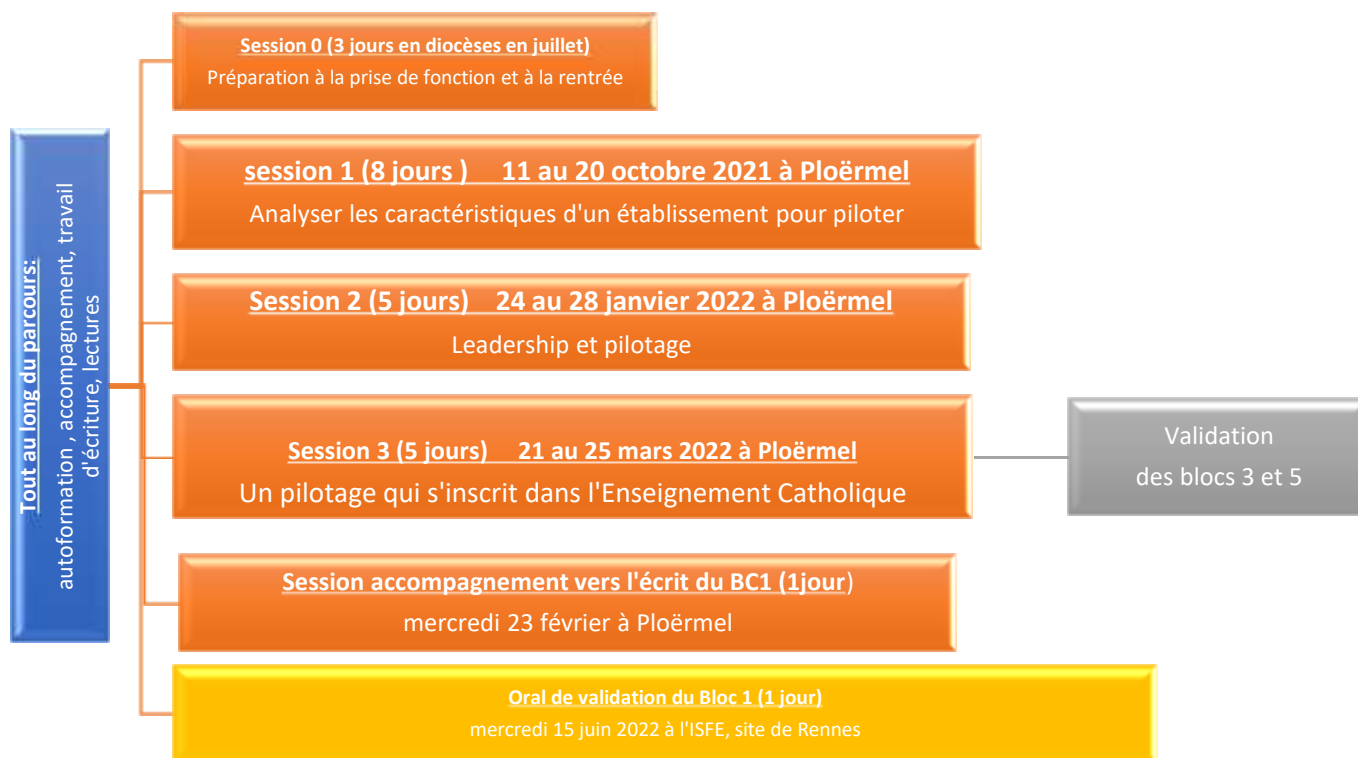 Tout au long du parcours:
autoformation , accompagnement, travail
d'écriture, lectures
Session 0 (3 jours en diocèses en juillet)
Préparation à la prise de fonction et à la rentrée
session 1 (8 jours ) 11 au 20 octobre 2021 à Ploërmel
Analyser les caractéristiques d'un établissement pour piloter
Session 2 (5 jours) 24 au 28 janvier 2022 à Ploërmel
Leadership et pilotage
Session 3 (5 jours) 21 au 25 mars 2022 à Ploërmel
Un pilotage qui s'inscrit dans l'Enseignement Catholique
Validation
des blocs 3 et 5
Session accompagnement vers l'écrit du BC1 (1jour)
mercredi 23 février à Ploërmel
Oral de validation du Bloc 1 (1 jour)
mercredi 15 juin 2022 à l'ISFE, site de Rennes